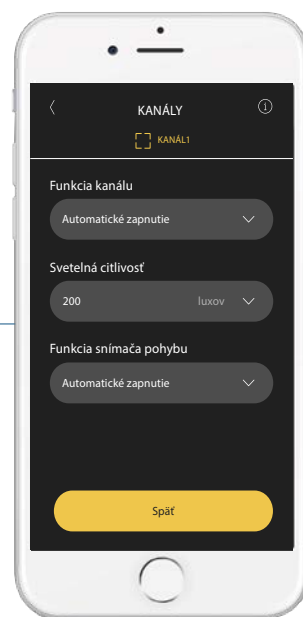 KANÁLY
KANÁL1
Funkcia kanálu
Automatické zapnutie
Svetelná citlivosť
200 luxov
Funkcia snímača pohybu
Automatické zapnutie
Späť